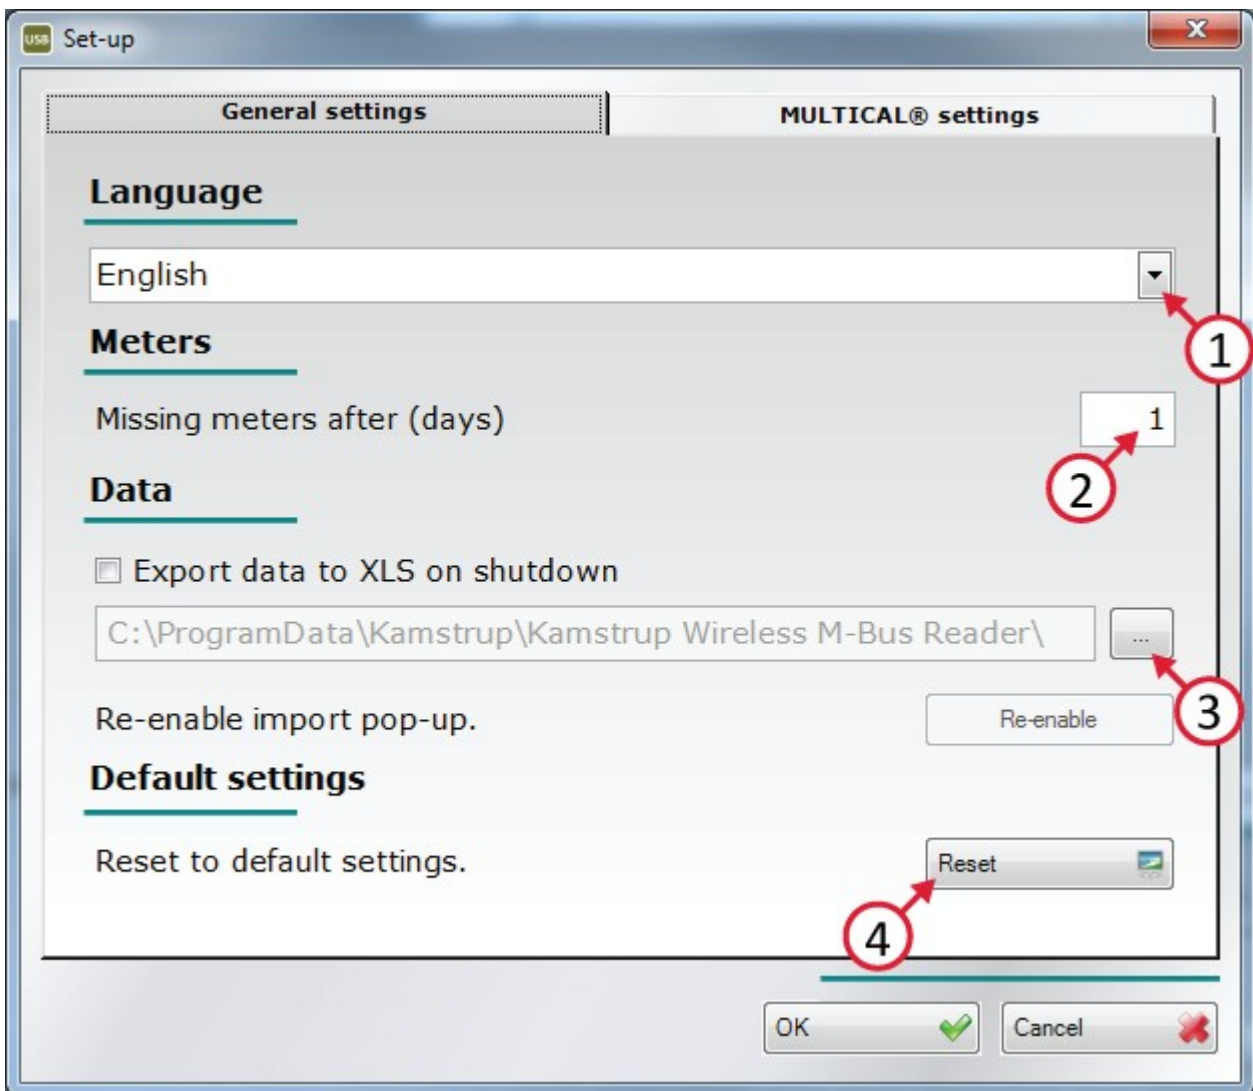 USB Set-up
General settings
MULTICAL® settings
Language
English
1
Meters
Missing meters after (days)
1
2
Data
Export data to XLS on shutdown
C:\ProgramData\Kamstrup\Kamstrup Wireless M-Bus Reader\
...
3
Re-enable import pop-up.
Re-enable
Default settings
Reset to default settings.
Reset
4
OK
Cancel